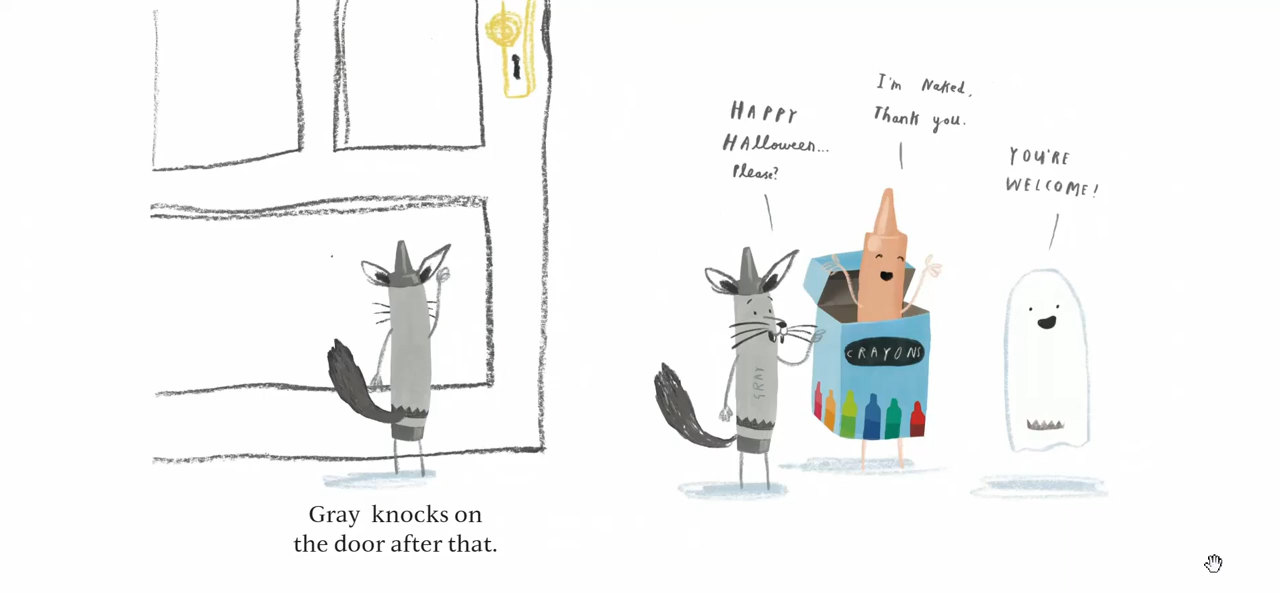 Gray knocks on
the door after that.
HAPPY
HAlloween...
Please?
I'm Naked,
Thank you.
YOU'RE
WELCOME!
CRAYONS
GRAY